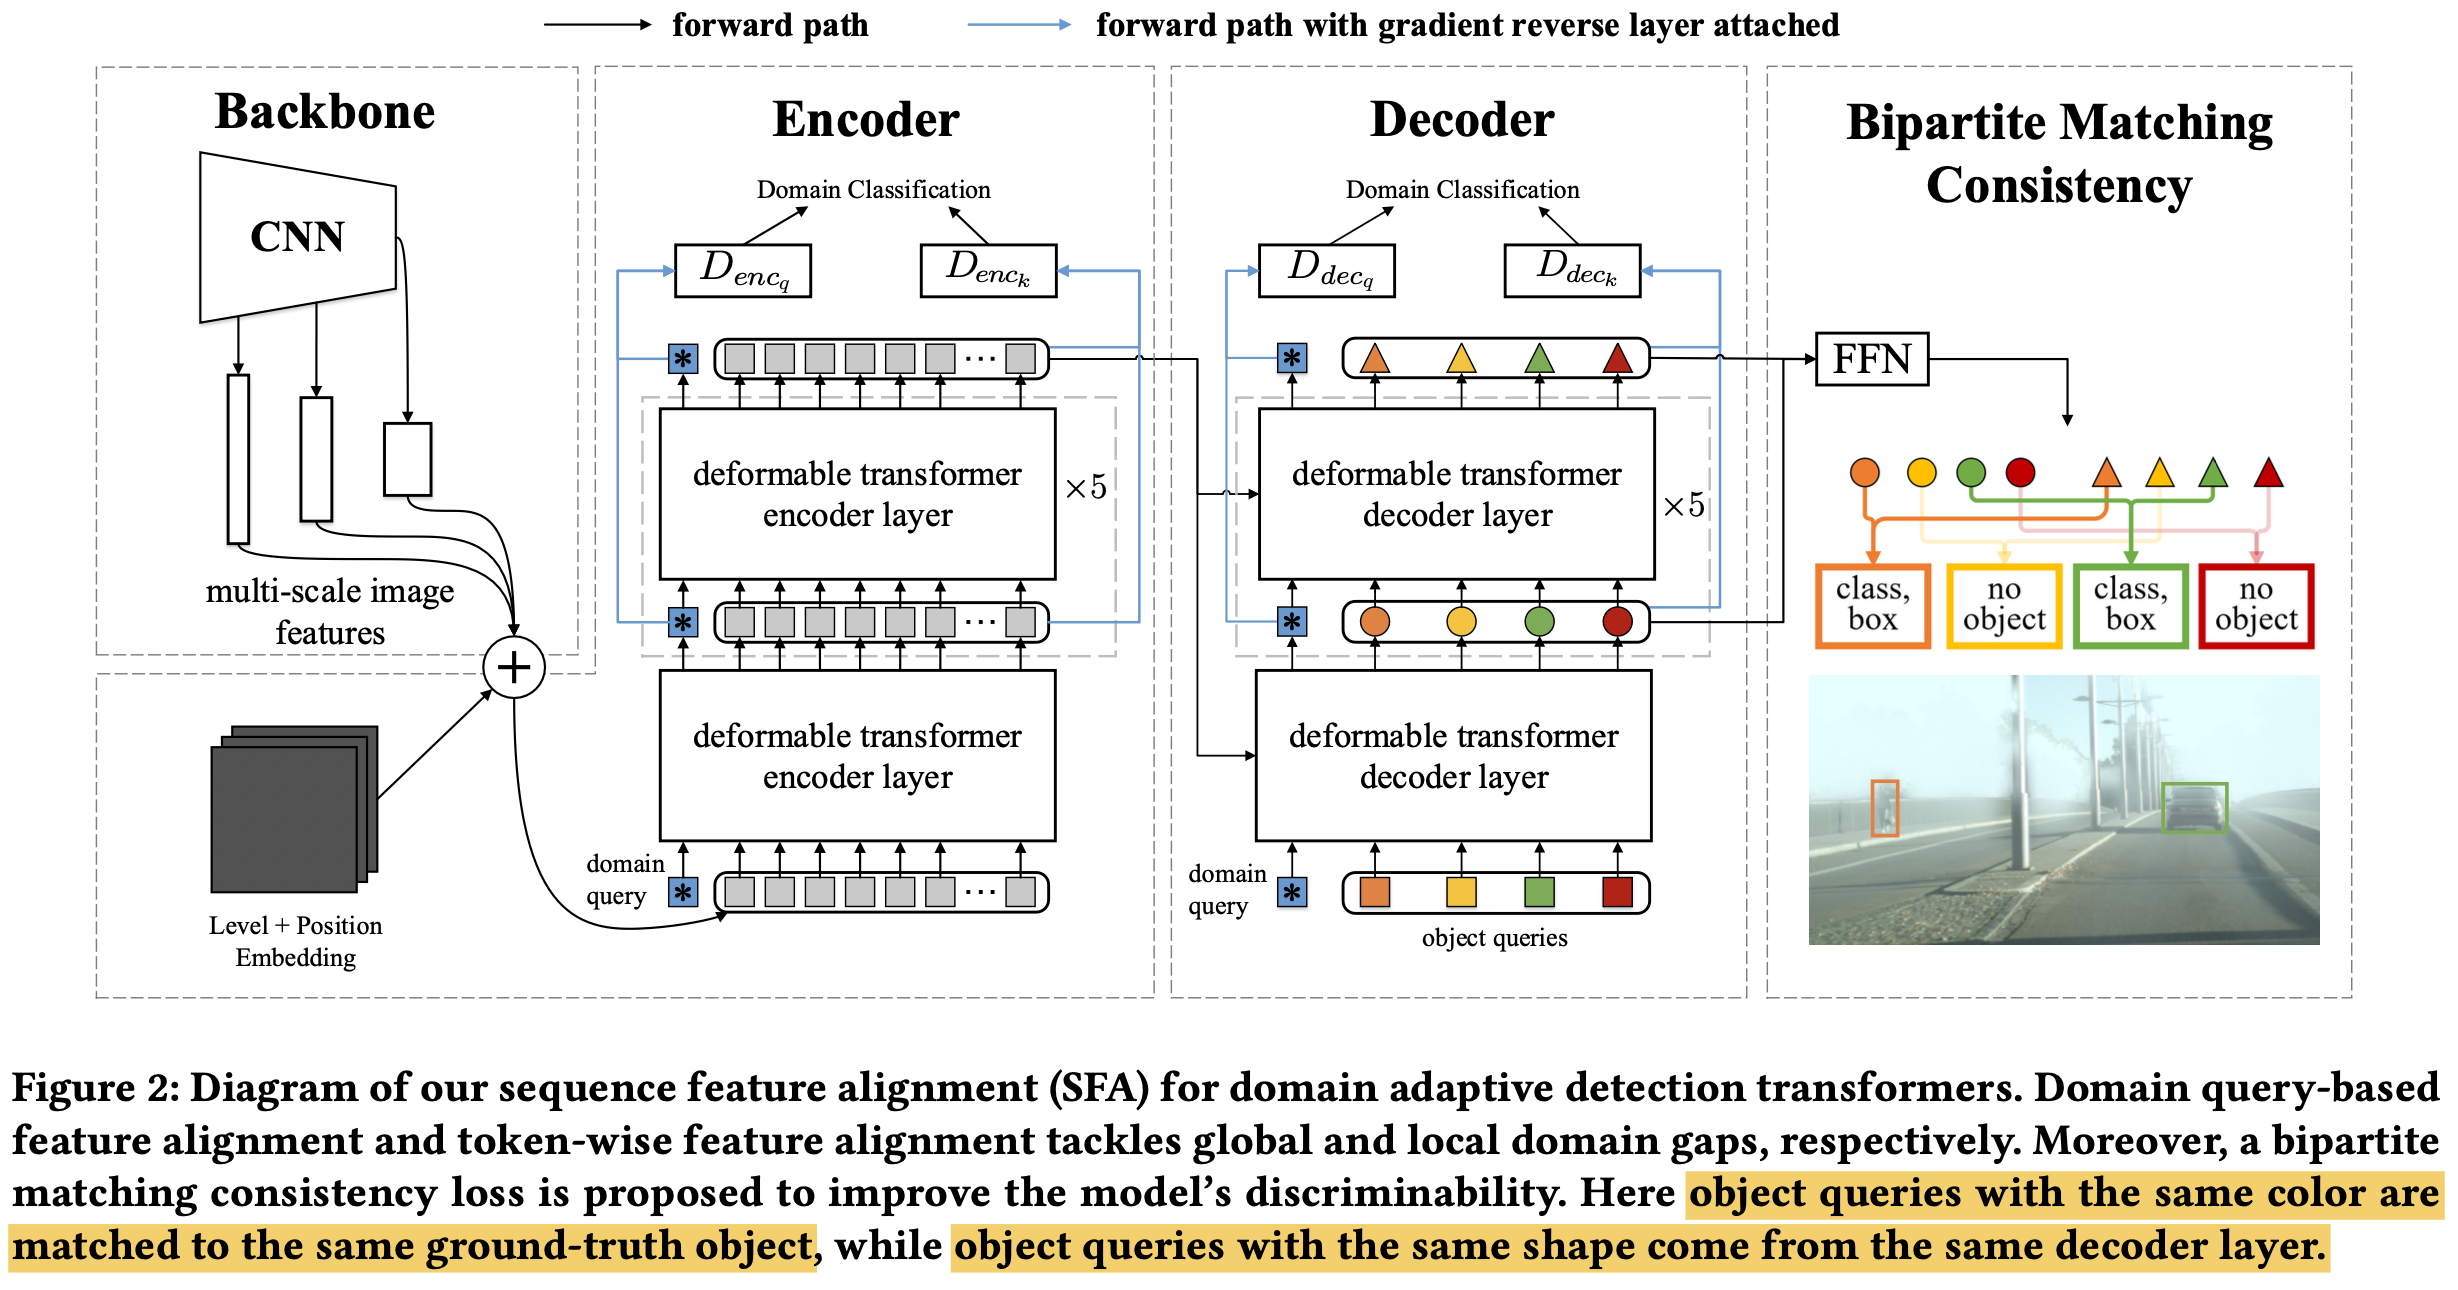 forward path
forward path with gradient reverse layer attached
Backbone
CNN
multi-scale image
features
Level + Position
Embedding
+
Encoder
Domain Classification
D_{enc_q}
D_{enc_k}
*
...
deformable transformer
encoder layer
×5
*
...
deformable transformer
encoder layer
domain
query
*
...
Decoder
Domain Classification
D_{dec_q}
D_{dec_k}
*
deformable transformer
decoder layer
×5
*
deformable transformer
decoder layer
domain
query
*
object queries
Bipartite Matching
Consistency
FFN
class,
box
no
object
class,
box
no
object
Figure 2: Diagram of our sequence feature alignment (SFA) for domain adaptive detection transformers. Domain query-based
feature alignment and token-wise feature alignment tackles global and local domain gaps, respectively. Moreover, a bipartite
matching consistency loss is proposed to improve the model’s discriminability. Here object queries with the same color are
matched to the same ground-truth object, while object queries with the same shape come from the same decoder layer.